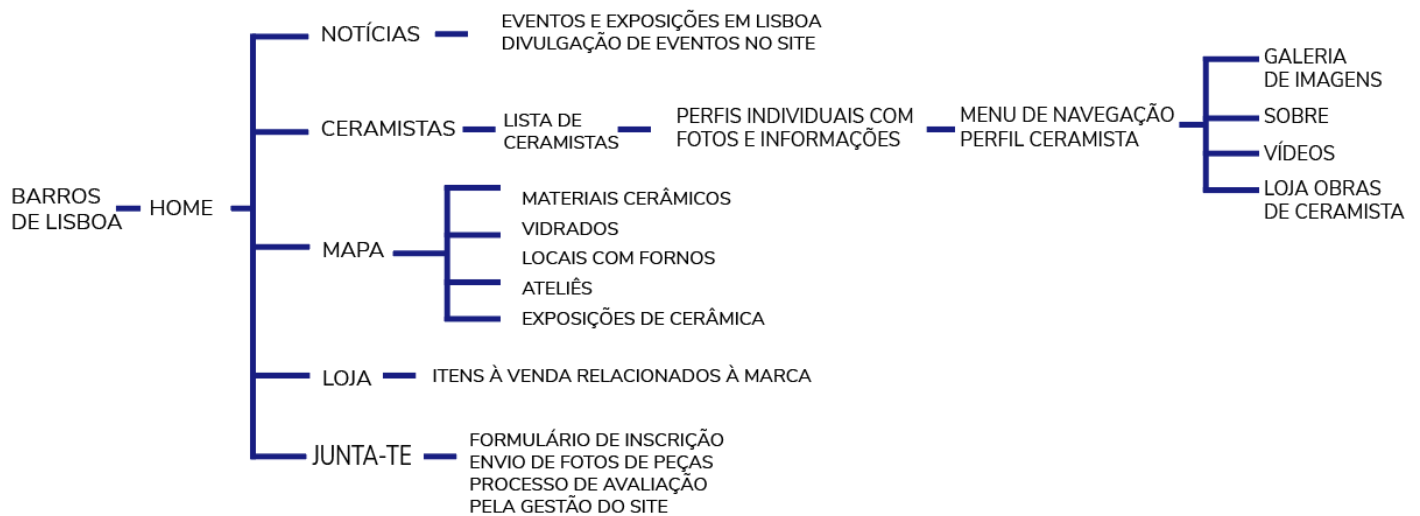 BARROS
DE LISBOA
HOME
NOTÍCIAS
EVENTOS E EXPOSIÇÕES EM LISBOA
DIVULGAÇÃO DE EVENTOS NO SITE
CERAMISTAS
LISTA DE
CERAMISTAS
PERFIS INDIVIDUAIS COM
FOTOS E INFORMAÇÕES
MENU DE NAVEGAÇÃO
PERFIL CERAMISTA
GALERIA
DE IMAGENS
SOBRE
VÍDEOS
LOJA OBRAS
DE CERAMISTA
MAPA
MATERIAIS CERÂMICOS
VIDRADOS
LOCAIS COM FORNOS
ATELIÊS
EXPOSIÇÕES DE CERÂMICA
LOJA
ITENS À VENDA RELACIONADOS À MARCA
JUNTA-TE
FORMULÁRIO DE INSCRIÇÃO
ENVIO DE FOTOS DE PEÇAS
PROCESSO DE AVALIAÇÃO
PELA GESTÃO DO SITE